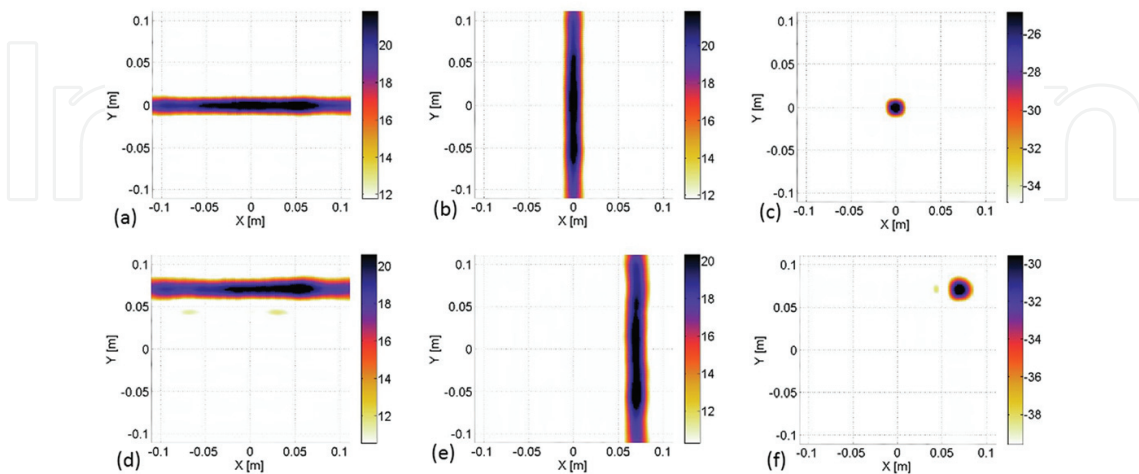 0.1 0.05 0 -0.05 -0.1
Y [m]
-0.1 -0.05 0 0.05 0.1
X [m]
20 18 16 14 12
(a)
0.1 0.05 0 -0.05 -0.1
Y [m]
-0.1 -0.05 0 0.05 0.1
X [m]
20 18 16 14 12
(b)
0.1 0.05 0 -0.05 -0.1
Y [m]
-0.1 -0.05 0 0.05 0.1
X [m]
-26 -28 -30 -32 -34
(c)
0.1 0.05 0 -0.05 -0.1
Y [m]
-0.1 -0.05 0 0.05 0.1
X [m]
20 18 16 14 12
(d)
0.1 0.05 0 -0.05 -0.1
Y [m]
-0.1 -0.05 0 0.05 0.1
X [m]
20 18 16 14 12
(e)
0.1 0.05 0 -0.05 -0.1
Y [m]
-0.1 -0.05 0 0.05 0.1
X [m]
-30 -32 -34 -36 -38
(f)